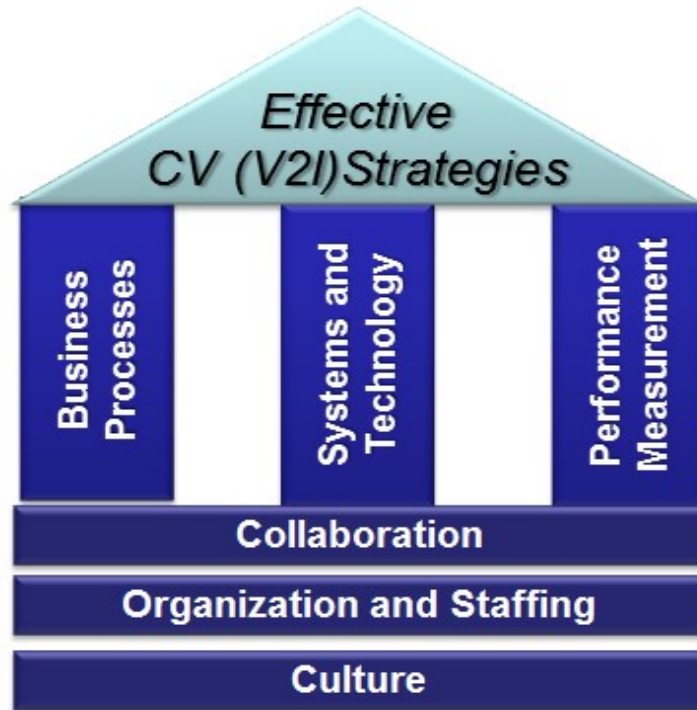 Effective
CV (V2I)Strategies
Business
Processes
Systems and
Technology
Performance
Measurement
Collaboration
Organization and Staffing
Culture